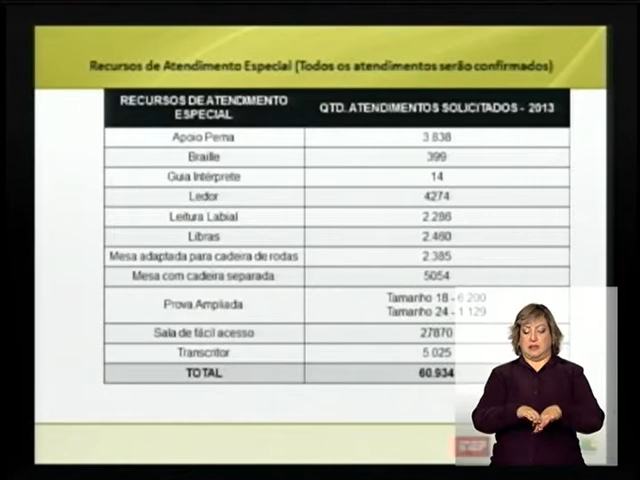 Recursos de Atendimento Especial (Todos os atendimentos serão confirmados)
RECURSOS DE ATENDIMENTO ESPECIAL QTD. ATENDIMENTOS SOLICITADOS - 2013
Apoio Perna 3.838
Braille 399
Guia Intérprete 14
Ledor 4274
Leitura Labial 2.286
Libras 2.460
Mesa adaptada para cadeira de rodas 2.385
Mesa com cadeira separada 5054
Prova Ampliada Tamanho 18 - 6.200
Tamanho 24 - 1.129
Sala de fácil acesso 27870
Transcritor 5.025
TOTAL 60.934